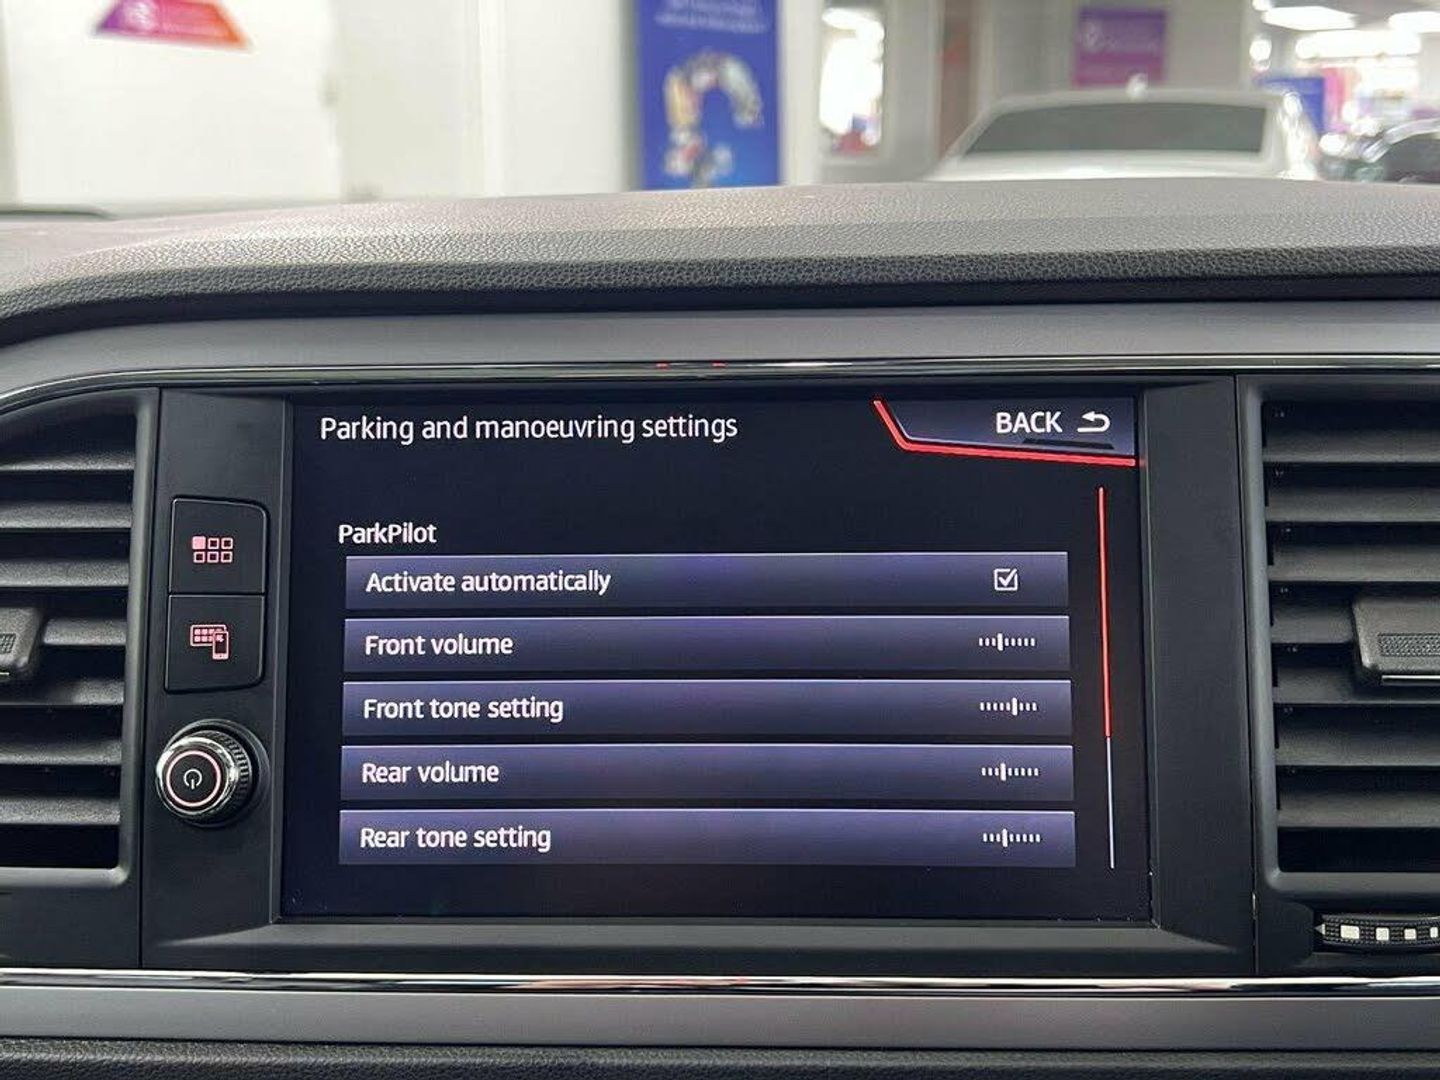 Parking and manoeuvring settings
BACK
ParkPilot
Activate automatically
Front volume
Front tone setting
Rear volume
Rear tone setting